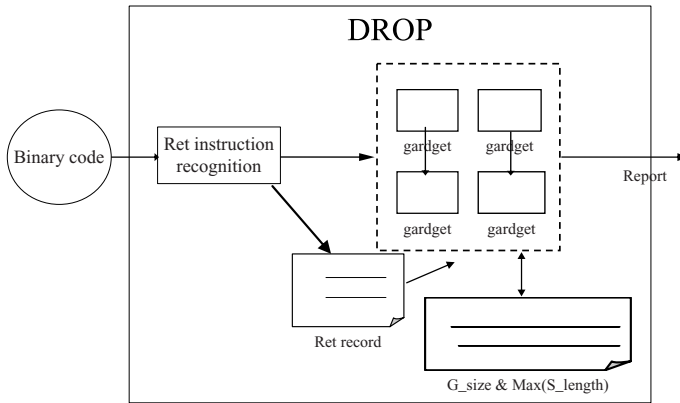 DROP
Binary code
Ret instruction
recognition
gardget
gardget
gardget
gardget
Report
Ret record
G_size & Max(S_length)